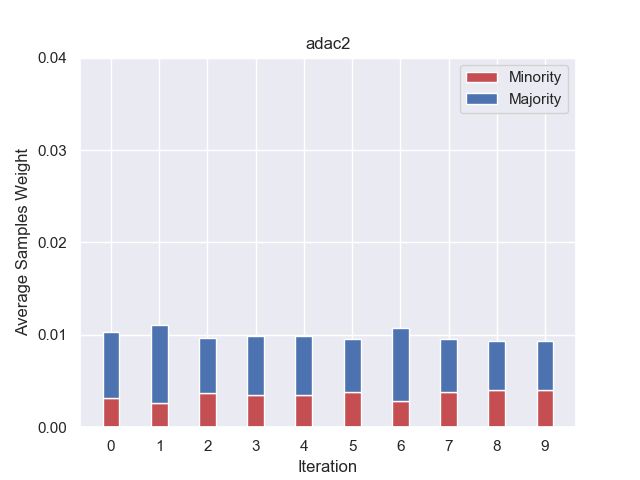 adac2
Minority
Majority
Average Samples Weight
0.04
0.03
0.02
0.01
0.00
0 1 2 3 4 5 6 7 8 9
Iteration